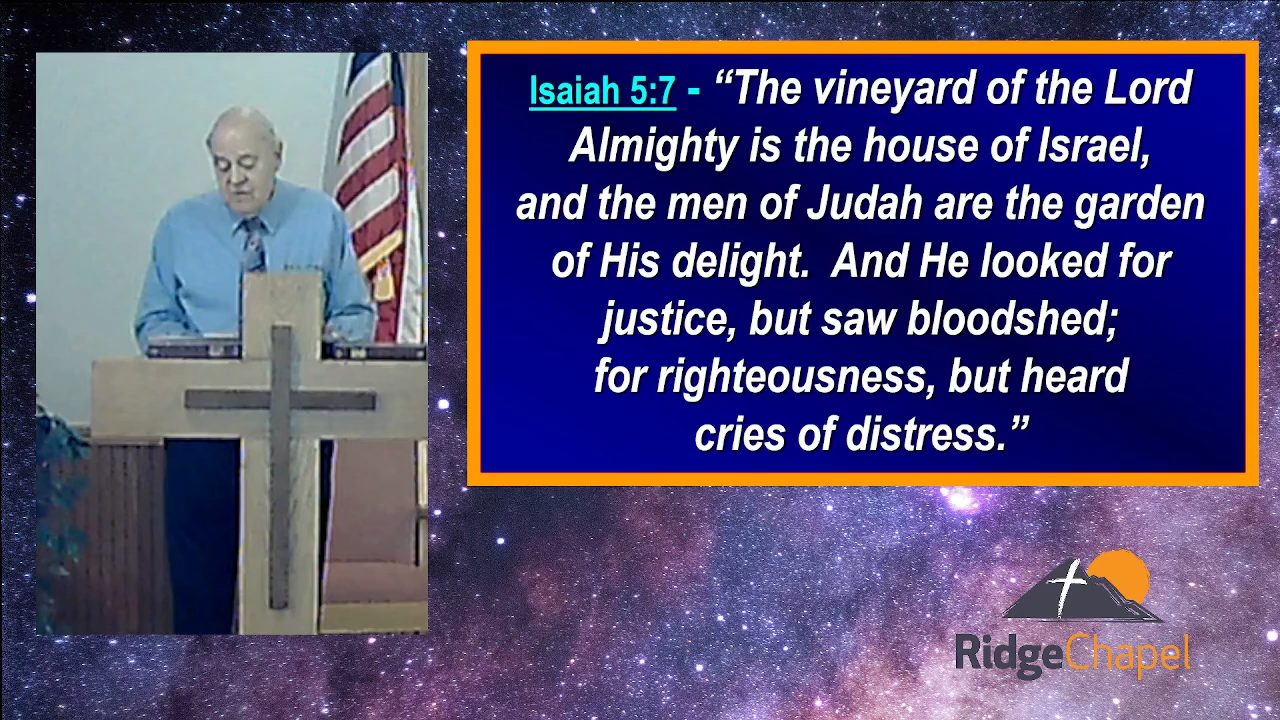 Isaiah 5:7 - “The vineyard of the Lord
Almighty is the house of Israel,
and the men of Judah are the garden
of His delight.  And He looked for
justice, but saw bloodshed;
for righteousness, but heard
cries of distress.”
RidgeChapel